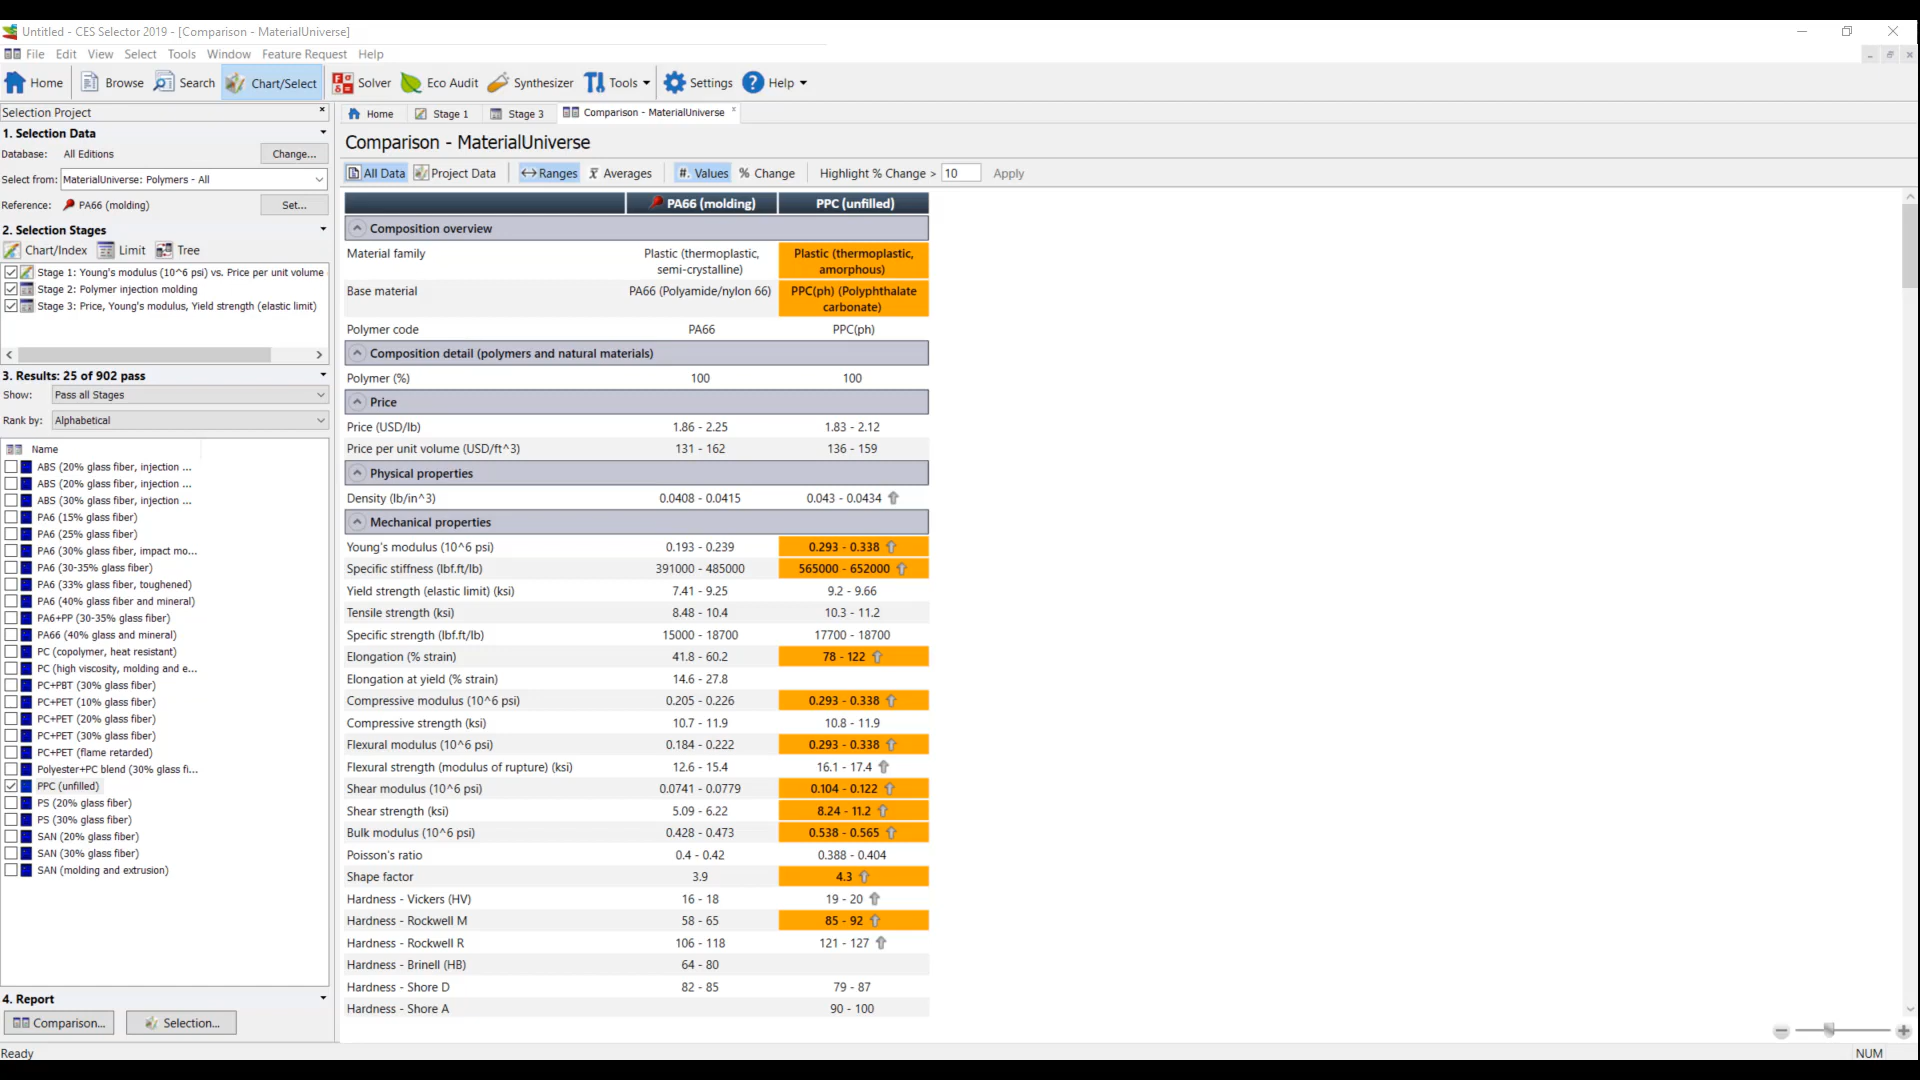 Untitled - CES Selector 2019 - [Comparison - MaterialUniverse]
File Edit View Select Tools Window Feature Request Help
Home Browse Search Chart/Select Solver Eco Audit Synthesizer Tools Settings Help
Selection Project
1. Selection Data
Database: All Editions Change...
Select from: MaterialUniverse: Polymers - All
Reference: PA66 (molding) Set...
2. Selection Stages
Chart/Index Limit Tree
Stage 1: Young's modulus (10^6 psi) vs. Price per unit volume
Stage 2: Polymer injection molding
Stage 3: Price, Young's modulus, Yield strength (elastic limit)
3. Results: 25 of 902 pass
Show: Pass all Stages
Rank by: Alphabetical
Name
ABS (20% glass fiber, injection ...
ABS (20% glass fiber, injection ...
ABS (30% glass fiber, injection ...
PA6 (15% glass fiber)
PA6 (25% glass fiber)
PA6 (30% glass fiber, impact mo...
PA6 (30-35% glass fiber)
PA6 (33% glass fiber, toughened)
PA6 (40% glass fiber and mineral)
PA6+PP (30-35% glass fiber)
PA66 (40% glass and mineral)
PC (copolymer, heat resistant)
PC (high viscosity, molding and e...
PC+PBT (30% glass fiber)
PC+PET (10% glass fiber)
PC+PET (20% glass fiber)
PC+PET (30% glass fiber)
PC+PET (flame retarded)
Polyester+PC blend (30% glass fi...
PPC (unfilled)
PS (20% glass fiber)
PS (30% glass fiber)
SAN (20% glass fiber)
SAN (30% glass fiber)
SAN (molding and extrusion)
4. Report
Comparison... Selection...
Ready
Home Stage 1 Stage 3 Comparison - MaterialUniverse
Comparison - MaterialUniverse
All Data Project Data Ranges Averages #. Values % Change Highlight % Change > 10 Apply
PA66 (molding) PPC (unfilled)
Composition overview
Material family Plastic (thermoplastic, semi-crystalline) Plastic (thermoplastic, amorphous)
Base material PA66 (Polyamide/nylon 66) PPC(ph) (Polyphthalate carbonate)
Polymer code PA66 PPC(ph)
Composition detail (polymers and natural materials)
Polymer (%) 100 100
Price
Price (USD/lb) 1.86 - 2.25 1.83 - 2.12
Price per unit volume (USD/ft^3) 131 - 162 136 - 159
Physical properties
Density (lb/in^3) 0.0408 - 0.0415 0.043 - 0.0434
Mechanical properties
Young's modulus (10^6 psi) 0.193 - 0.239 0.293 - 0.338
Specific stiffness (lbf.ft/lb) 391000 - 485000 565000 - 652000
Yield strength (elastic limit) (ksi) 7.41 - 9.25 9.2 - 9.66
Tensile strength (ksi) 8.48 - 10.4 10.3 - 11.2
Specific strength (lbf.ft/lb) 15000 - 18700 17700 - 18700
Elongation (% strain) 41.8 - 60.2 78 - 122
Elongation at yield (% strain) 14.6 - 27.8
Compressive modulus (10^6 psi) 0.205 - 0.226 0.293 - 0.338
Compressive strength (ksi) 10.7 - 11.9 10.8 - 11.9
Flexural modulus (10^6 psi) 0.184 - 0.222 0.293 - 0.338
Flexural strength (modulus of rupture) (ksi) 12.6 - 15.4 16.1 - 17.4
Shear modulus (10^6 psi) 0.0741 - 0.0779 0.104 - 0.122
Shear strength (ksi) 5.09 - 6.22 8.24 - 11.2
Bulk modulus (10^6 psi) 0.428 - 0.473 0.538 - 0.565
Poisson's ratio 0.4 - 0.42 0.388 - 0.404
Shape factor 3.9 4.3
Hardness - Vickers (HV) 16 - 18 19 - 20
Hardness - Rockwell M 58 - 65 85 - 92
Hardness - Rockwell R 106 - 118 121 - 127
Hardness - Brinell (HB) 64 - 80
Hardness - Shore D 82 - 85 79 - 87
Hardness - Shore A 90 - 100
NUM